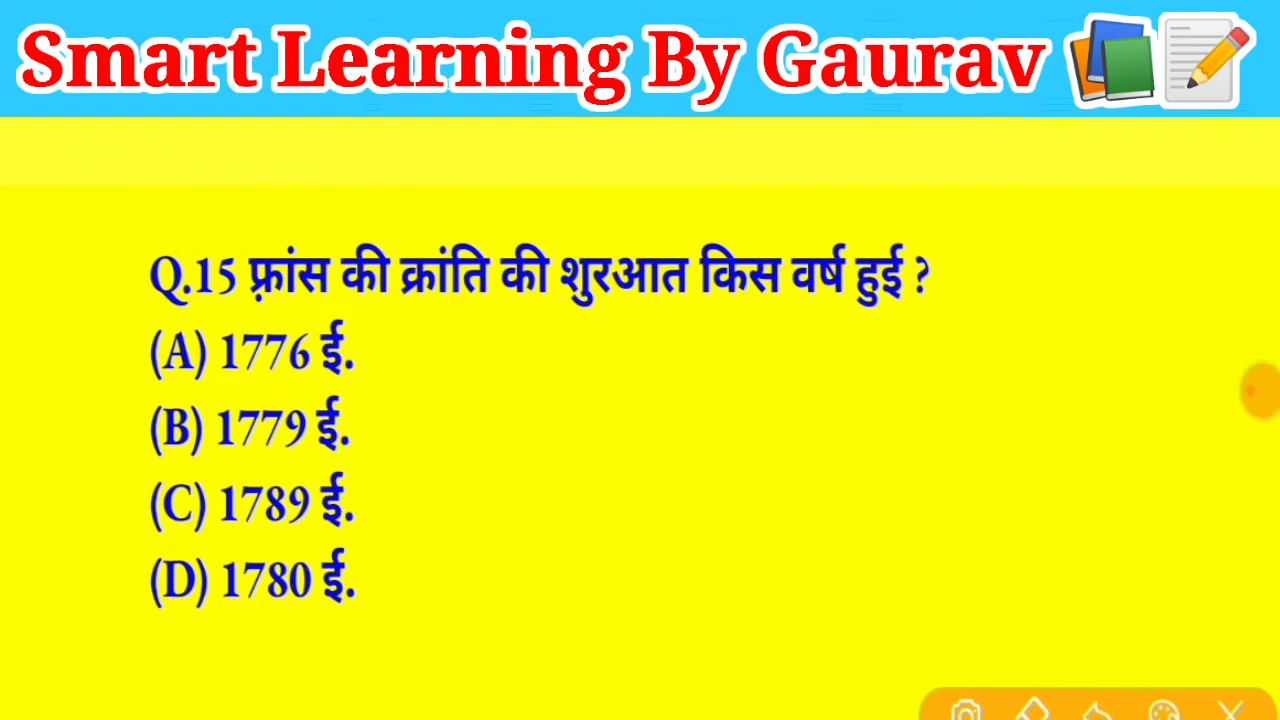 Smart Learning By Gaurav
Q.15 फ़्रांस की क्रांति की शुरआत किस वर्ष हुई ?
(A) 1776 ई.
(B) 1779 ई.
(C) 1789 ई.
(D) 1780 ई.